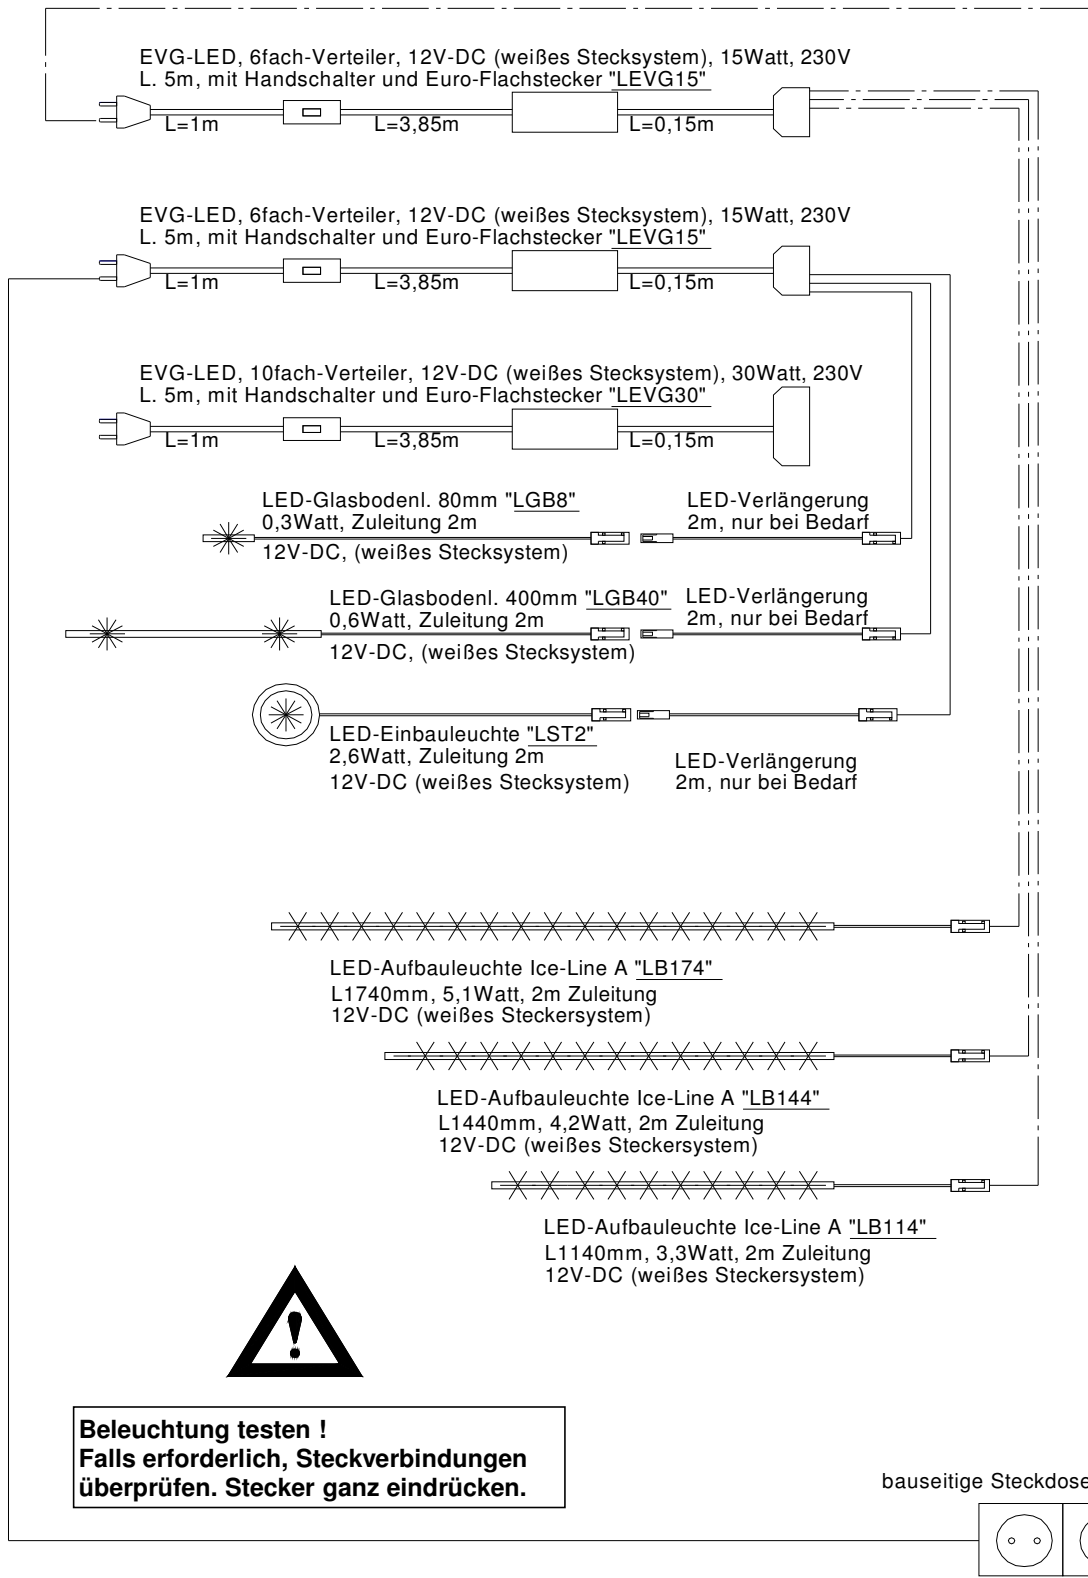 EVG-LED, 6fach-Verteiler, 12V-DC (weißes Stecksystem), 15Watt, 230V
L. 5m, mit Handschalter und Euro-Flachstecker "LEVG15"
L=1m L=3,85m L=0,15m
EVG-LED, 6fach-Verteiler, 12V-DC (weißes Stecksystem), 15Watt, 230V
L. 5m, mit Handschalter und Euro-Flachstecker "LEVG15"
L=1m L=3,85m L=0,15m
EVG-LED, 10fach-Verteiler, 12V-DC (weißes Stecksystem), 30Watt, 230V
L. 5m, mit Handschalter und Euro-Flachstecker "LEVG30"
L=1m L=3,85m L=0,15m
LED-Glasbodenl. 80mm "LGB8"
0,3Watt, Zuleitung 2m
12V-DC, (weißes Stecksystem)
LED-Verlängerung
2m, nur bei Bedarf
LED-Glasbodenl. 400mm "LGB40"
0,6Watt, Zuleitung 2m
12V-DC, (weißes Stecksystem)
LED-Verlängerung
2m, nur bei Bedarf
LED-Einbauleuchte "LST2"
2,6Watt, Zuleitung 2m
12V-DC (weißes Stecksystem)
LED-Verlängerung
2m, nur bei Bedarf
LED-Aufbauleuchte Ice-Line A "LB174"
L1740mm, 5,1Watt, 2m Zuleitung
12V-DC (weißes Steckersystem)
LED-Aufbauleuchte Ice-Line A "LB144"
L1440mm, 4,2Watt, 2m Zuleitung
12V-DC (weißes Steckersystem)
LED-Aufbauleuchte Ice-Line A "LB114"
L1140mm, 3,3Watt, 2m Zuleitung
12V-DC (weißes Steckersystem)
!
Beleuchtung testen !
Falls erforderlich, Steckverbindungen
überprüfen. Stecker ganz eindrücken.
bauseitige Steckdose